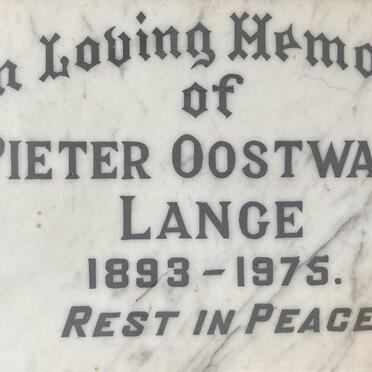 n Loving Memo
of
PIETER OOSTWA
LANGE
1893 - 1975.
REST IN PEACE